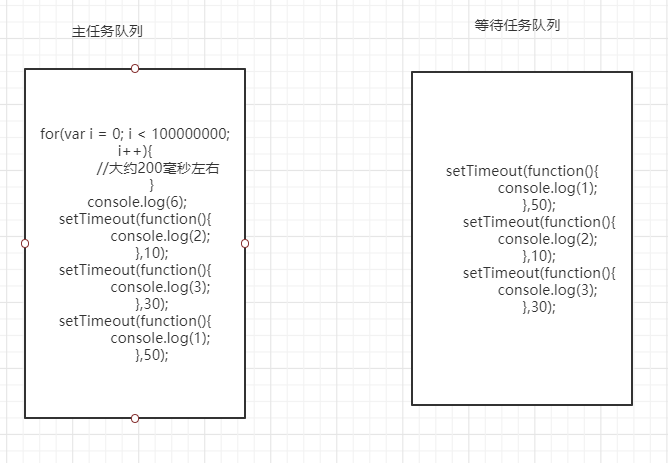 主任务队列
for(var i = 0; i < 100000000;
i++){
//大约200毫秒左右
}
console.log(6);
setTimeout(function(){
console.log(2);
},10);
setTimeout(function(){
console.log(3);
},30);
setTimeout(function(){
console.log(1);
},50);
等待任务队列
setTimeout(function(){
console.log(1);
},50);
setTimeout(function(){
console.log(2);
},10);
setTimeout(function(){
console.log(3);
},30);